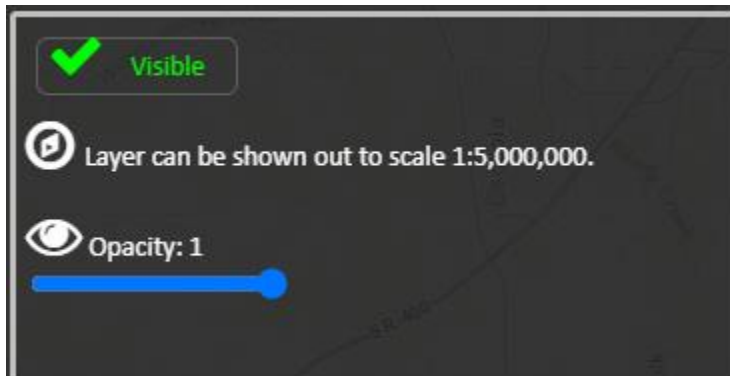 Visible
Layer can be shown out to scale 1:5,000,000.
Opacity: 1